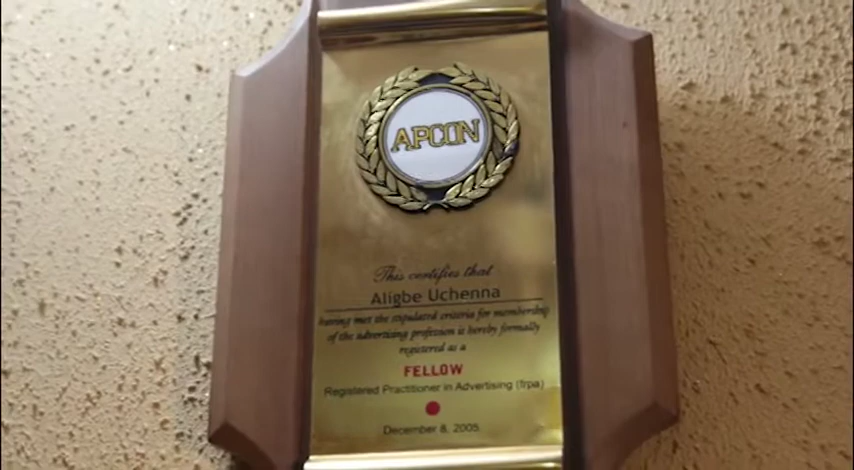 APCON
This certifies that
Aligbe Uchenna
having met the stipulated criteria for membership
of the advertising profession is hereby formally
registered as a
FELLOW
Registered Practitioner in Advertising (frpa)
December 8, 2005